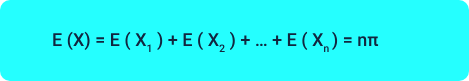 E (X) = E ( X₁ ) + E ( X₂ ) + ... + E ( Xₙ ) = nπ